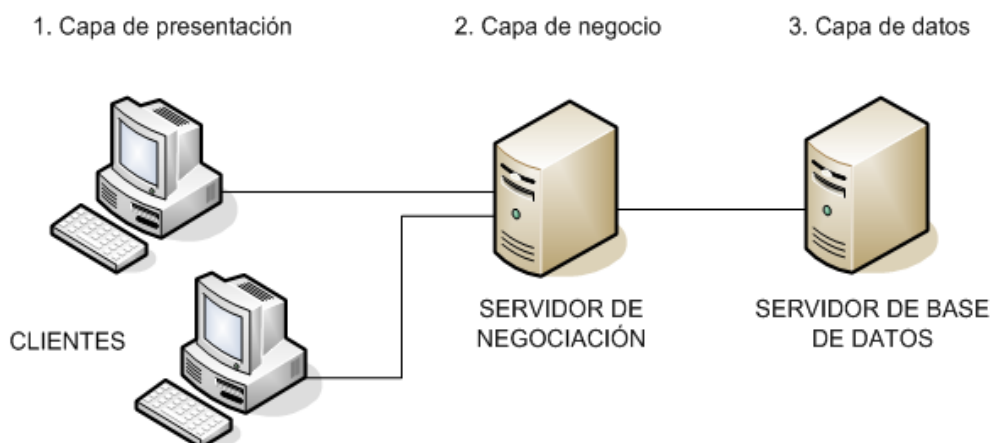 1. Capa de presentación
2. Capa de negocio
3. Capa de datos
CLIENTES
SERVIDOR DE
NEGOCIACIÓN
SERVIDOR DE BASE
DE DATOS